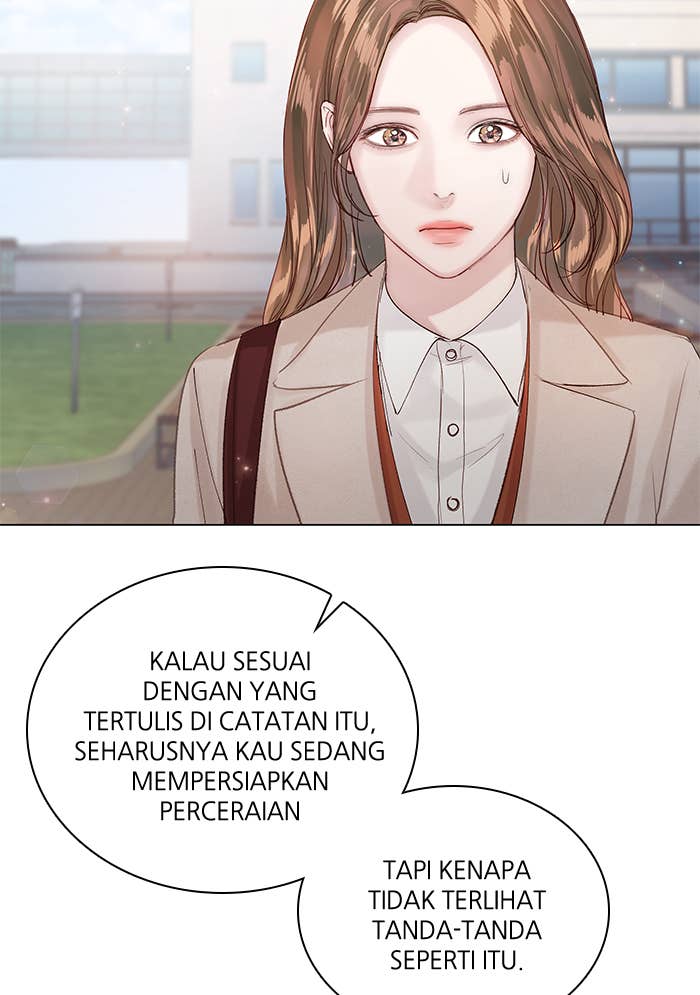 KALAU SESUAI
DENGAN YANG
TERTULIS DI CATATAN ITU,
SEHARUSNYA KAU SEDANG
MEMPERSIAPKAN
PERCERAIAN
TAPI KENAPA
TIDAK TERLIHAT
TANDA-TANDA
SEPERTI ITU.